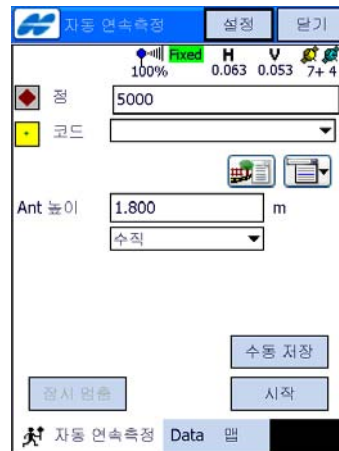 자동 연속측정 설정 닫기
Fixed H V
100% 0.063 0.053 7+ 4
정 5000
코드
Ant 높이 1.800 m
수직
수동 저장
잠시 멈춤 시작
자동 연속측정 Data 맵